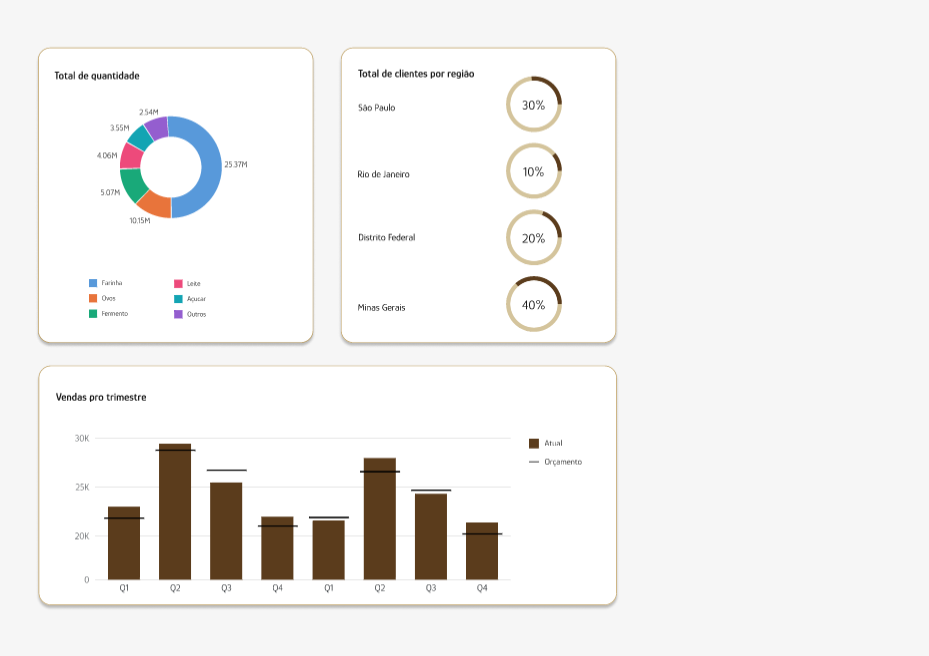 Total de quantidade
2.54M
3.55M
4.06M
25.37M
5.07M
10.15M
Farinha
Leite
Ovos
Açucar
Fermento
Outros
Total de clientes por região
São Paulo
30%
Rio de Janeiro
10%
Distrito Federal
20%
Minas Gerais
40%
Vendas pro trimestre
30K
25K
20K
0
Q1
Q2
Q3
Q4
Q1
Q2
Q3
Q4
Atual
Orçamento